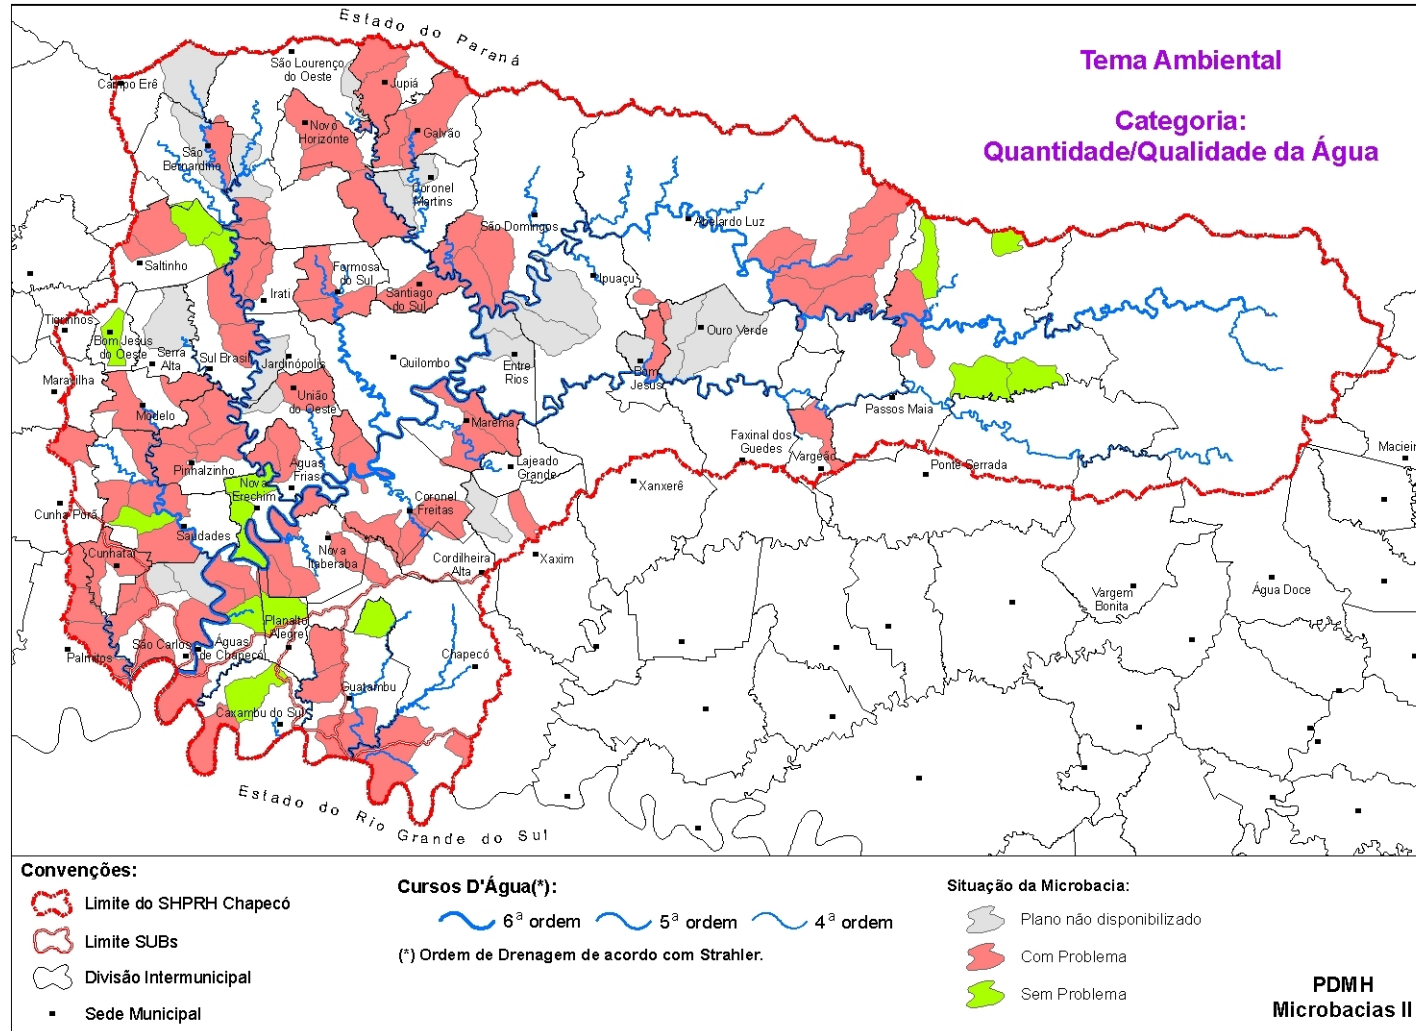 Estado do Paraná
Tema Ambiental
Categoria:
Quantidade/Qualidade da Água
São Lourenço
do Oeste
Campo Erê
Jupiá
Novo
Horizonte
Galvão
São
Bernardino
Coronel
Martins
São Domingos
Abelardo Luz
Saltinho
Formosa
do Sul
Ipuaçu
Irati
Santiago
do Sul
Tigrinhos
Bom Jesus
do Oeste
Ouro Verde
Serra
Alta
Sul Brasil
Jardinópolis
Quilombo
Entre
Rios
Bom
Jesus
Maravilha
União
do Oeste
Modelo
Marema
Passos Maia
Faxinal dos
Guedes
Vargeão
Ponte Serrada
Macieir
Pinhalzinho
Águas
Frias
Lajeado
Grande
Nova
Erechim
Xanxerê
Cunha Porã
Coronel
Freitas
Saudades
Cunhataí
Nova
Itaberaba
Cordilheira
Alta
Xaxim
Vargem
Bonita
Água Doce
Planalto
Alegre
São Carlos
Águas
de Chapecó
Palmitos
Chapecó
Guatambu
Caxambu do Sul
Estado do Rio Grande do Sul
Convenções:
Limite do SHPRH Chapecó
Limite SUBs
Divisão Intermunicipal
Sede Municipal
Cursos D'Água(*):
6ª ordem
5ª ordem
4ª ordem
(*) Ordem de Drenagem de acordo com Strahler.
Situação da Microbacia:
Plano não disponibilizado
Com Problema
Sem Problema
PDMH
Microbacias II